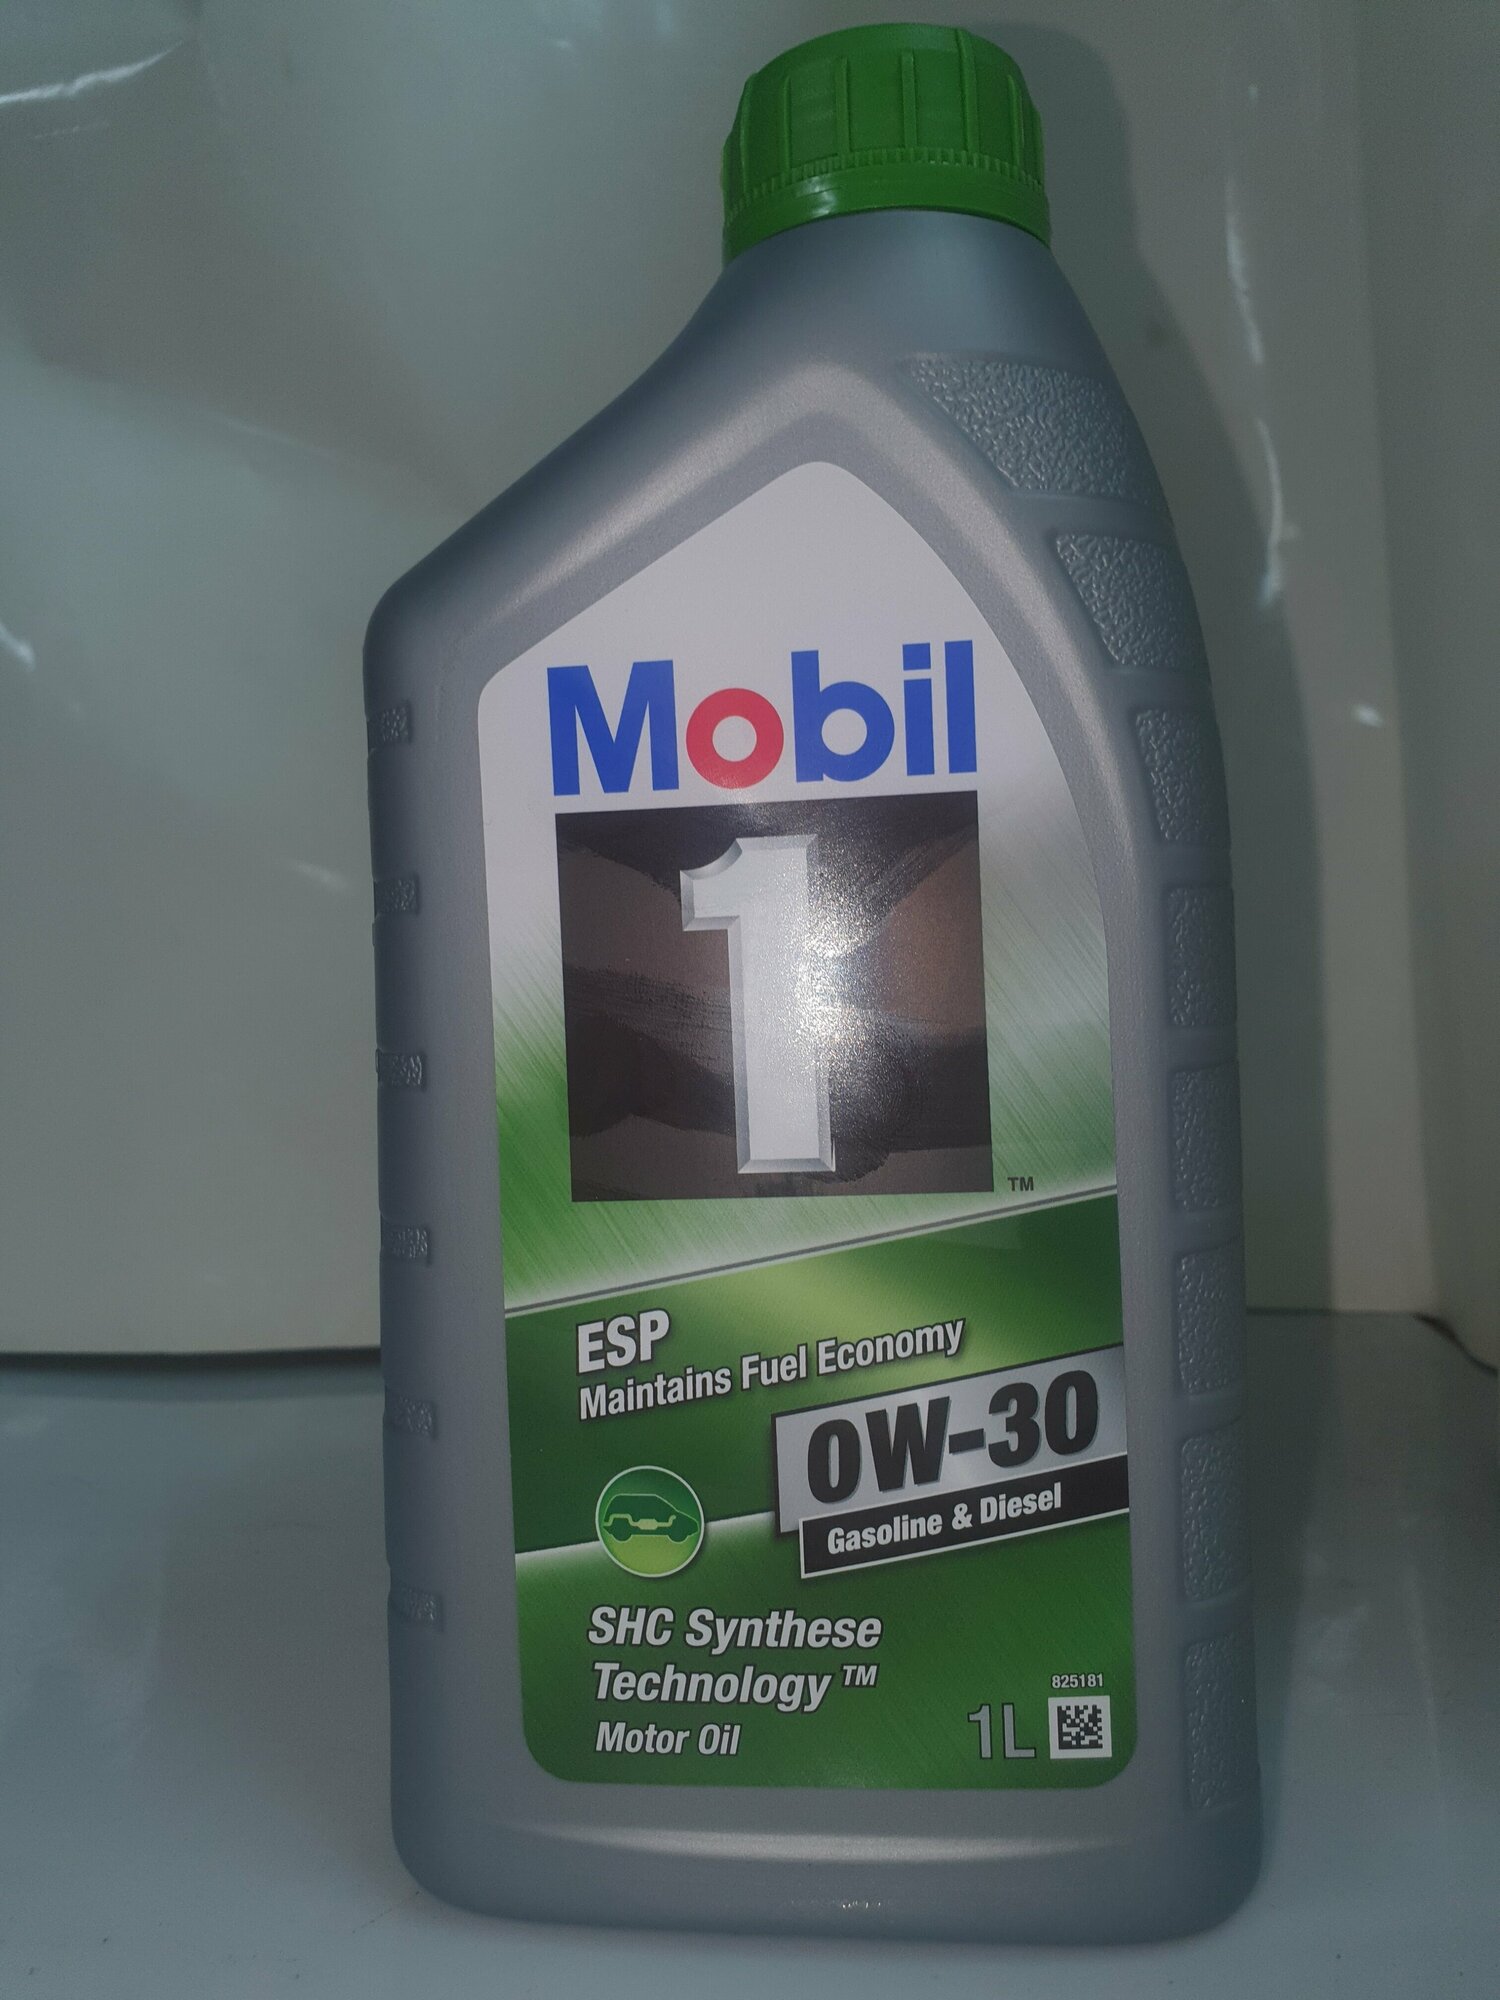 Mobil
1
TM
ESP
Maintains Fuel Economy
0W-30
Gasoline & Diesel
SHC Synthese
Technology TM
Motor Oil
825181
1L